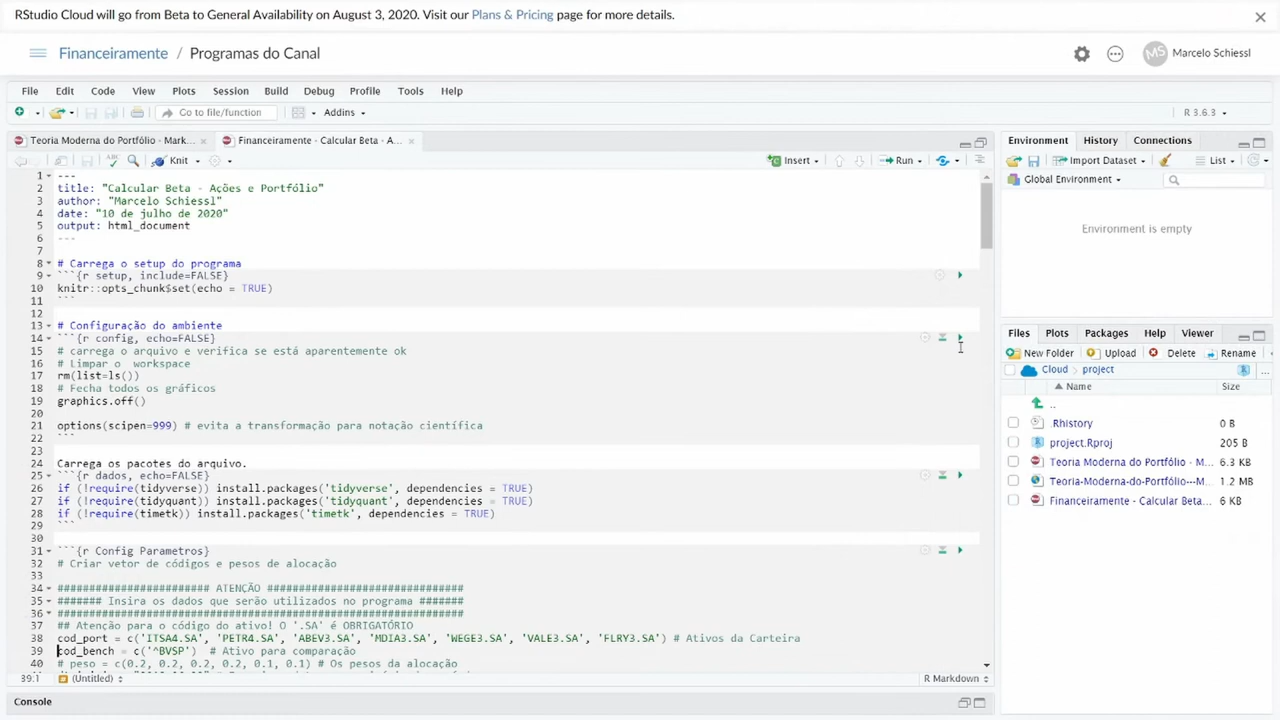 RStudio Cloud will go from Beta to General Availability on August 3, 2020. Visit our Plans & Pricing page for more details.
Financeiramente / Programas do Canal
MS Marcelo Schiessl
File Edit Code View Plots Session Build Debug Profile Tools Help
Go to file/function Addins R 3.6.3
Teoria Moderna do Portfólio - Mark... Financeiramente - Calcular Beta - A...
Knit Insert Run
1 ---
2 title: "Calcular Beta - Ações e Portfólio"
3 author: "Marcelo Schiessl"
4 date: "10 de julho de 2020"
5 output: html_document
6 ---
7
8 # Carrega o setup do programa
9 ```{r setup, include=FALSE}
10 knitr::opts_chunk$set(echo = TRUE)
11 ```
12
13 # Configuração do ambiente
14 ```{r config, echo=FALSE}
15 # carrega o arquivo e verifica se está aparentemente ok
16 # Limpar o  workspace
17 rm(list=ls())
18 # Fecha todos os gráficos
19 graphics.off()
20
21 options(scipen=999) # evita a transformação para notação científica
22 ```
23
24 Carrega os pacotes do arquivo.
25 ```{r dados, echo=FALSE}
26 if (!require(tidyverse)) install.packages('tidyverse', dependencies = TRUE)
27 if (!require(tidyquant)) install.packages('tidyquant', dependencies = TRUE)
28 if (!require(timetk)) install.packages('timetk', dependencies = TRUE)
29 ```
30
31 ```{r Config Parametros}
32 # Criar vetor de códigos e pesos de alocação
33
34 ######################## ATENÇÃO ##############################
35 ####### Insira os dados que serão utilizados no programa #######
36 ################################################################
37 ## Atenção para o código do ativo! O '.SA' é OBRIGATÓRIO
38 cod_port = c('ITSA4.SA', 'PETR4.SA', 'ABEV3.SA', 'MDIA3.SA', 'WEGE3.SA', 'VALE3.SA', 'FLRY3.SA') # Ativos da Carteira
39 cod_bench = c('^BVSP')  # Ativo para comparação
40 # peso = c(0.2, 0.2, 0.2, 0.2, 0.1, 0.1) # Os pesos da alocação
39:1 (Untitled) R Markdown
Console
Environment History Connections
Import Dataset List
Global Environment
Environment is empty
Files Plots Packages Help Viewer
New Folder Upload Delete Rename
Cloud project ...
Name Size
..
.Rhistory 0 B
project.Rproj 205 B
Teoria Moderna do Portfólio - M... 6.3 KB
Teoria-Moderna-do-Portfólio---M... 1.2 MB
Financeiramente - Calcular Beta... 6 KB